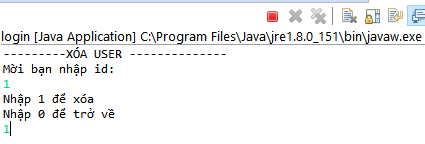 login [Java Application] C:\Program Files\Java\jre1.8.0_151\bin\javaw.exe
---------XÓA USER --------------
Mời bạn nhập id:
1
Nhập 1 để xóa
Nhập 0 để trở về
1